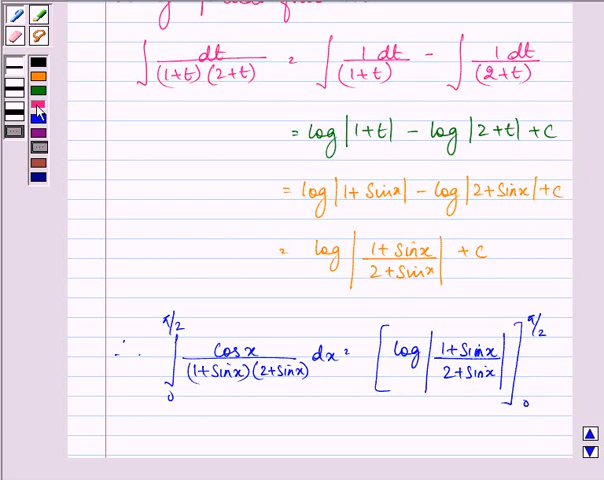 ∫ dt / (1+t)(2+t) = ∫ 1 dt / (1+t) − ∫ 1 dt / (2+t)
= log|1+t| − log|2+t| + c
= log|1+Sinx| − log|2+Sinx| + c
= log| 1+Sinx / 2+Sinx | + c
∴ ∫₀^π/2 cosx / (1+Sinx)(2+Sinx) dx = [ log| 1+Sinx / 2+Sinx | ]₀^π/2